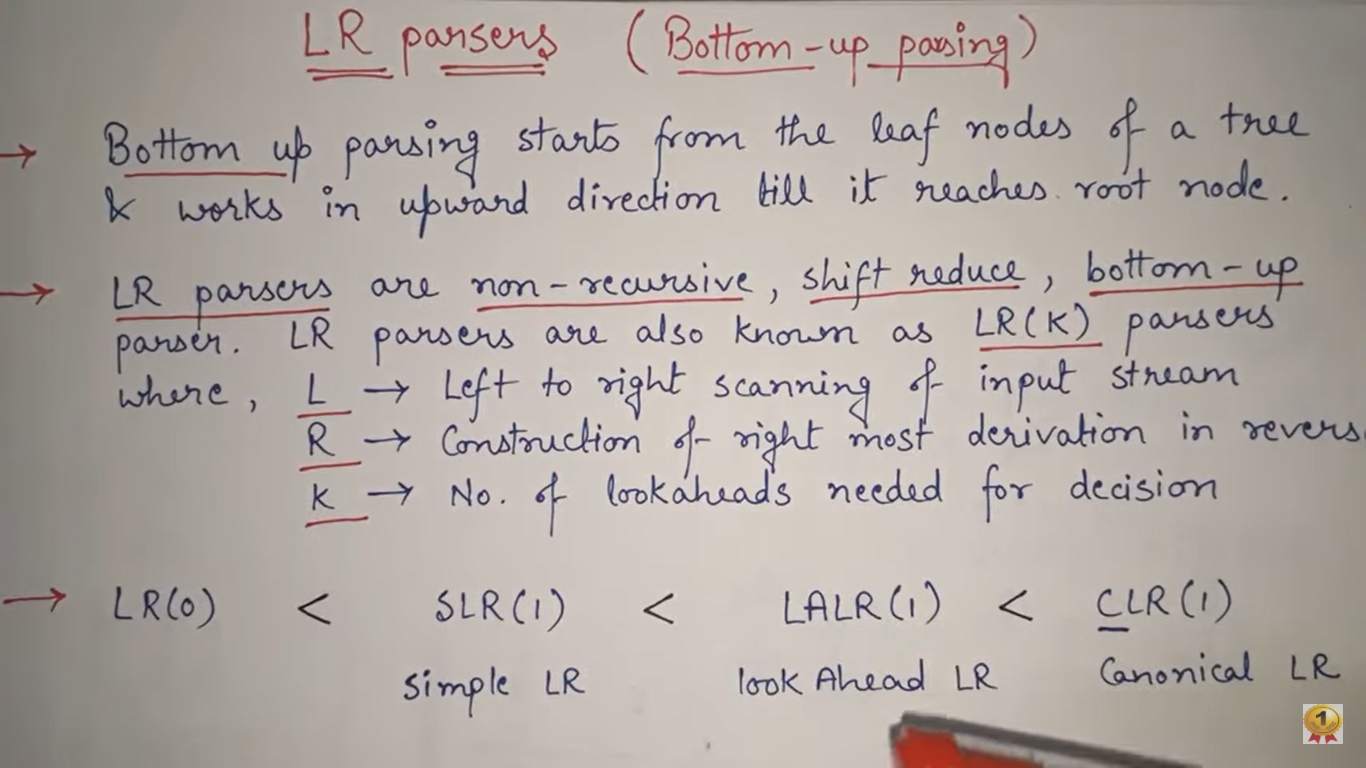 LR parsers (Bottom-up parsing)
→ Bottom up parsing starts from the leaf nodes of a tree
& works in upward direction till it reaches root node.
→ LR parsers are non-recursive, shift reduce, bottom-up
parser. LR parsers are also known as LR(K) parsers
where, L → Left to right scanning of input stream
R → Construction of right most derivation in revers
K → No. of lookaheads needed for decision
→ LR(0) < SLR(1) < LALR(1) < CLR(1)
Simple LR look Ahead LR Canonical LR
1